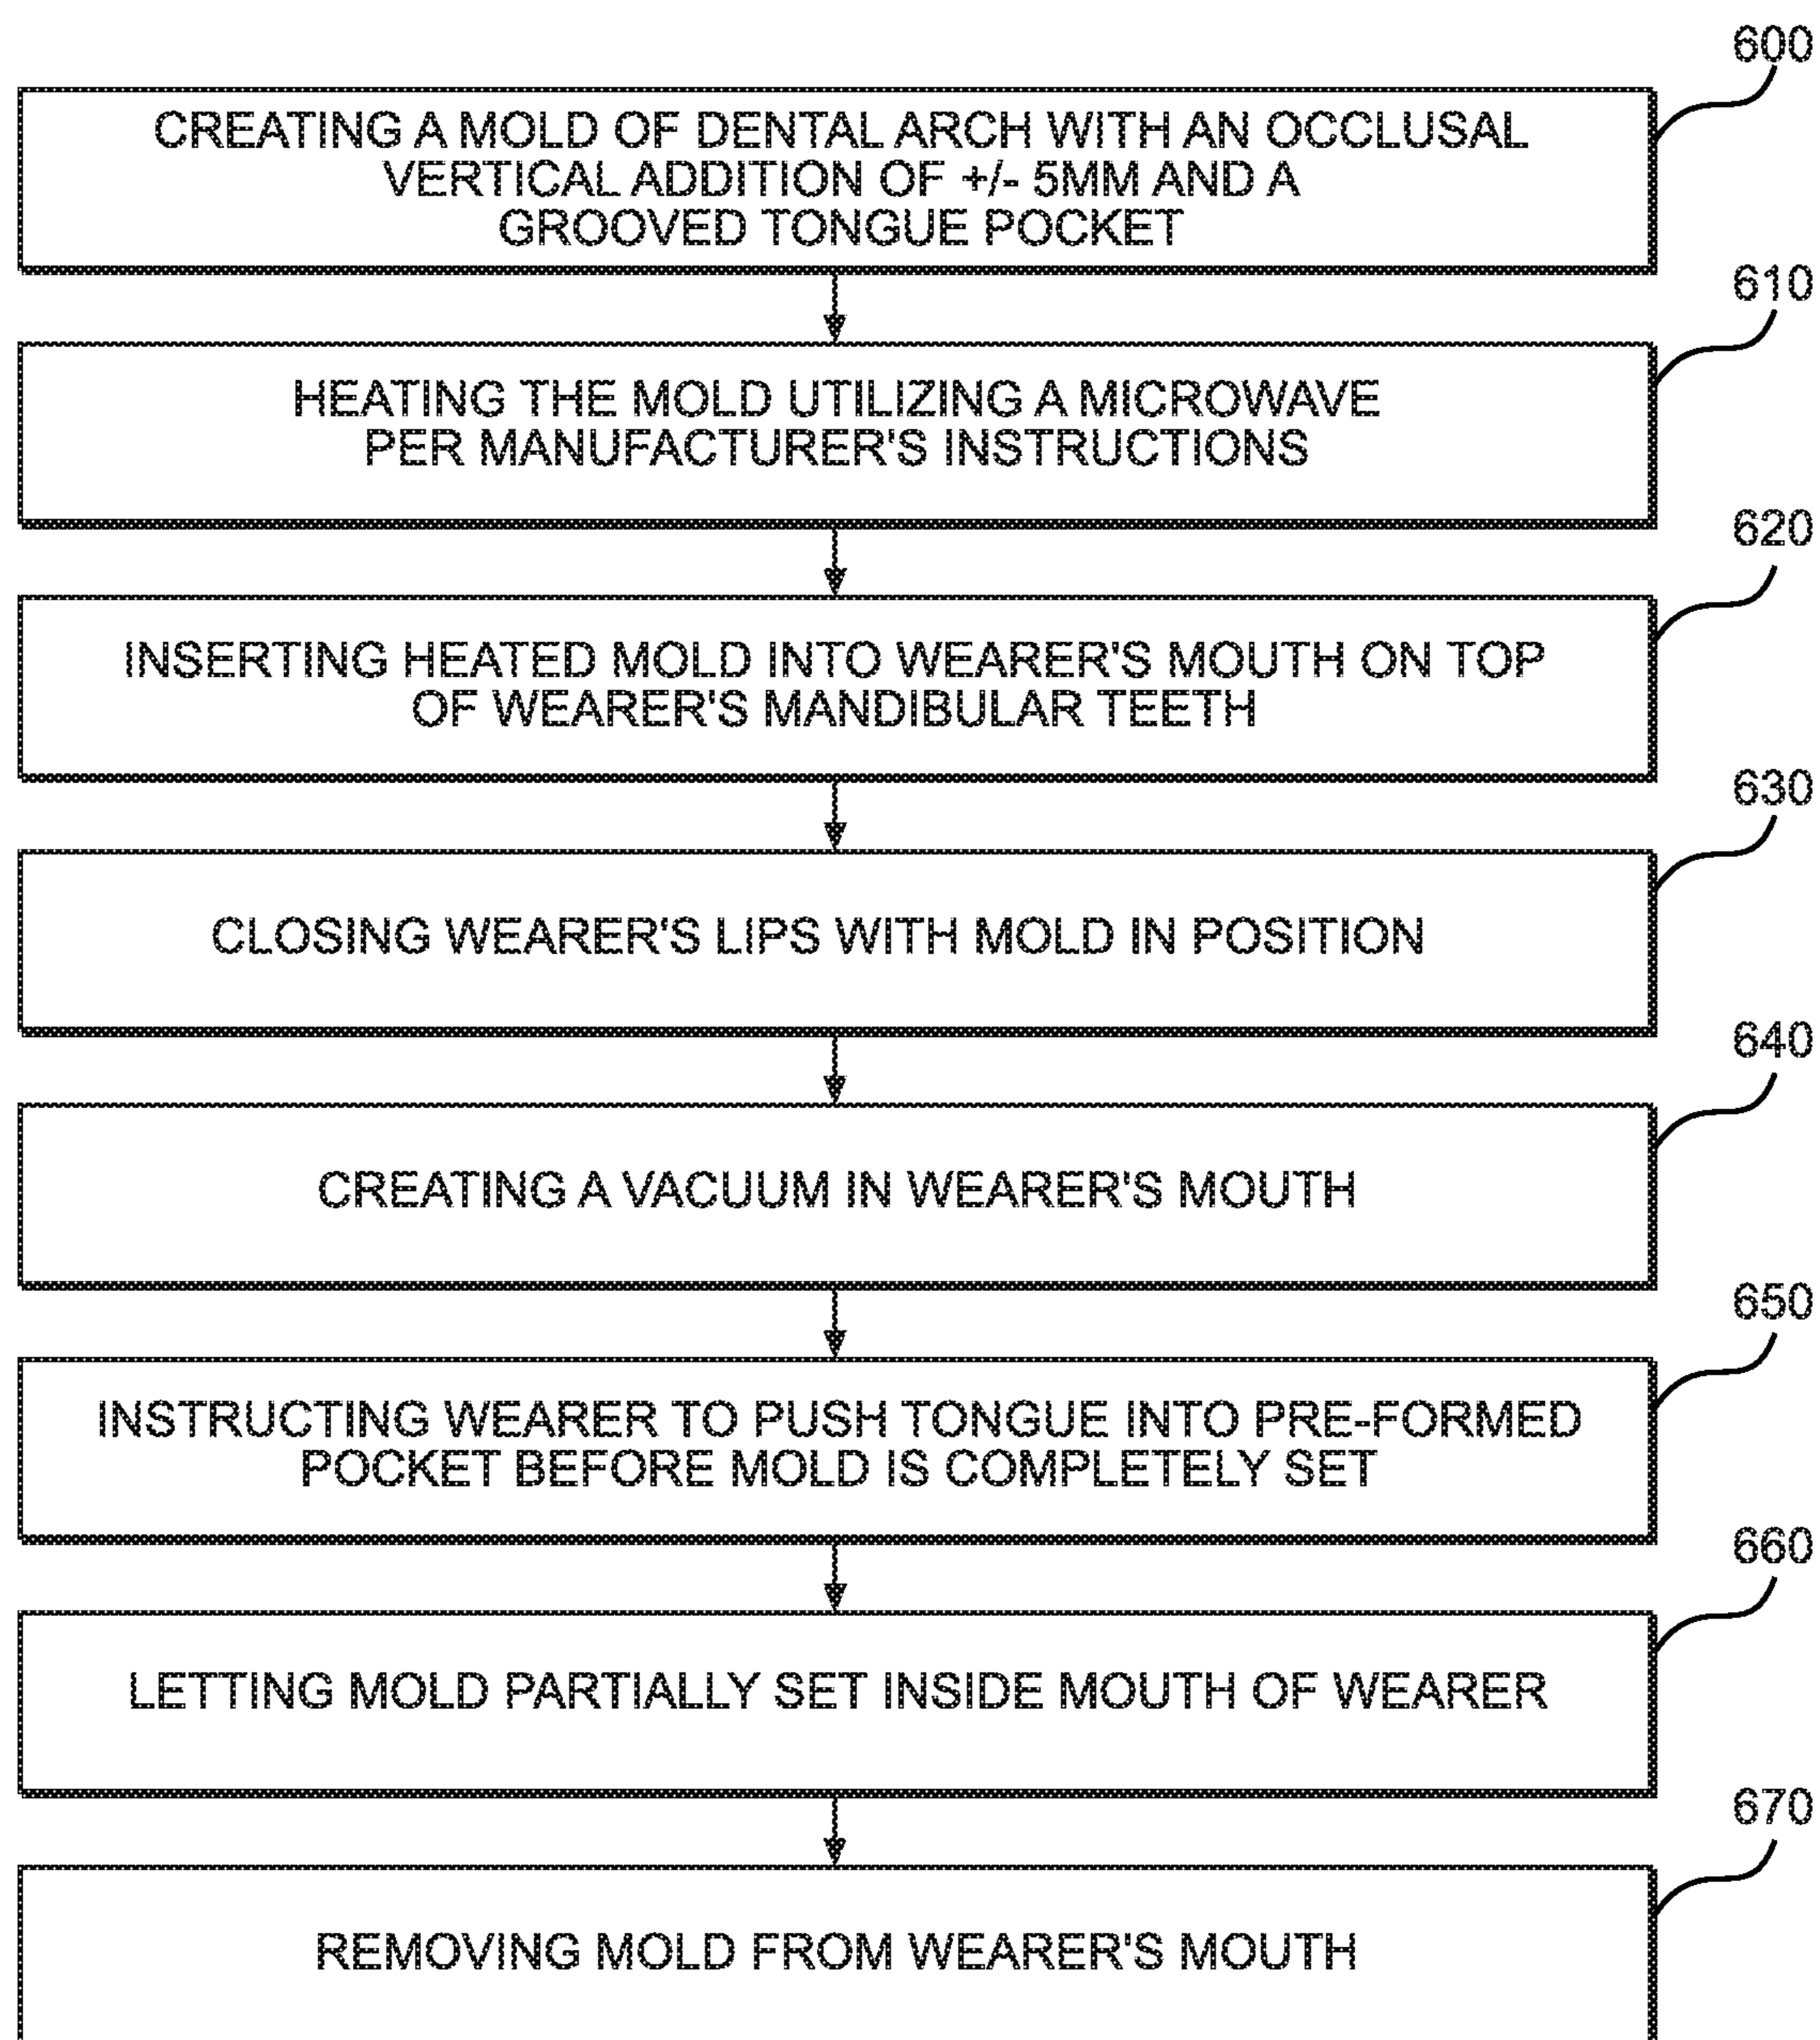 600
CREATING A MOLD OF DENTAL ARCH WITH AN OCCLUSAL
VERTICAL ADDITION OF +/- 5MM AND A
GROOVED TONGUE POCKET
610
HEATING THE MOLD UTILIZING A MICROWAVE
PER MANUFACTURER'S INSTRUCTIONS
620
INSERTING HEATED MOLD INTO WEARER'S MOUTH ON TOP
OF WEARER'S MANDIBULAR TEETH
630
CLOSING WEARER'S LIPS WITH MOLD IN POSITION
640
CREATING A VACUUM IN WEARER'S MOUTH
650
INSTRUCTING WEARER TO PUSH TONGUE INTO PRE-FORMED
POCKET BEFORE MOLD IS COMPLETELY SET
660
LETTING MOLD PARTIALLY SET INSIDE MOUTH OF WEARER
670
REMOVING MOLD FROM WEARER'S MOUTH